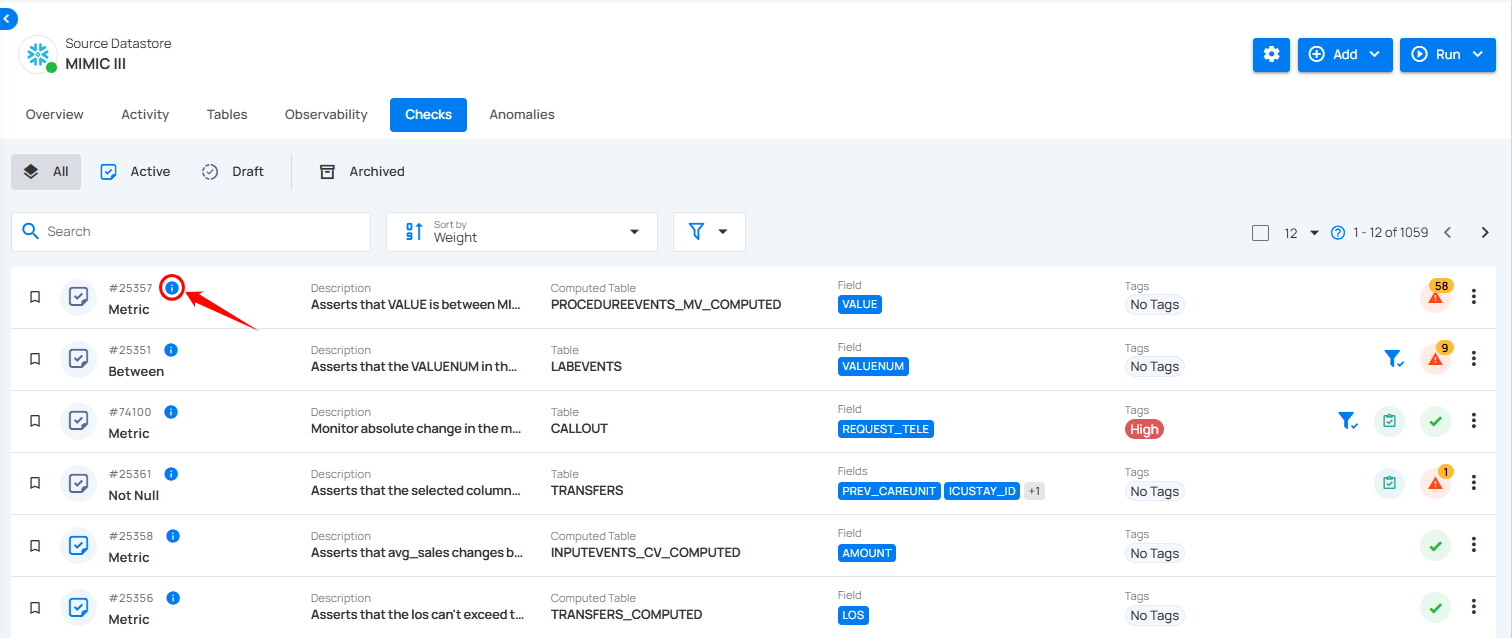 Source Datastore
MIMIC III
Add
Run
Overview
Activity
Tables
Observability
Checks
Anomalies
All
Active
Draft
Archived
Search
Sort by
Weight
12
1 - 12 of 1059
#25357
Metric
Description
Asserts that VALUE is between MI...
Computed Table
PROCEDUREEVENTS_MV_COMPUTED
Field
VALUE
Tags
No Tags
58
#25351
Between
Description
Asserts that the VALUENUM in th...
Table
LABEVENTS
Field
VALUENUM
Tags
No Tags
9
#74100
Metric
Description
Monitor absolute change in the m...
Table
CALLOUT
Field
REQUEST_TELE
Tags
High
#25361
Not Null
Description
Asserts that the selected column...
Table
TRANSFERS
Fields
PREV_CAREUNIT ICUSTAY_ID +1
Tags
No Tags
1
#25358
Metric
Description
Asserts that avg_sales changes b...
Computed Table
INPUTEVENTS_CV_COMPUTED
Field
AMOUNT
Tags
No Tags
#25356
Metric
Description
Asserts that the los can't exceed t...
Computed Table
TRANSFERS_COMPUTED
Field
LOS
Tags
No Tags